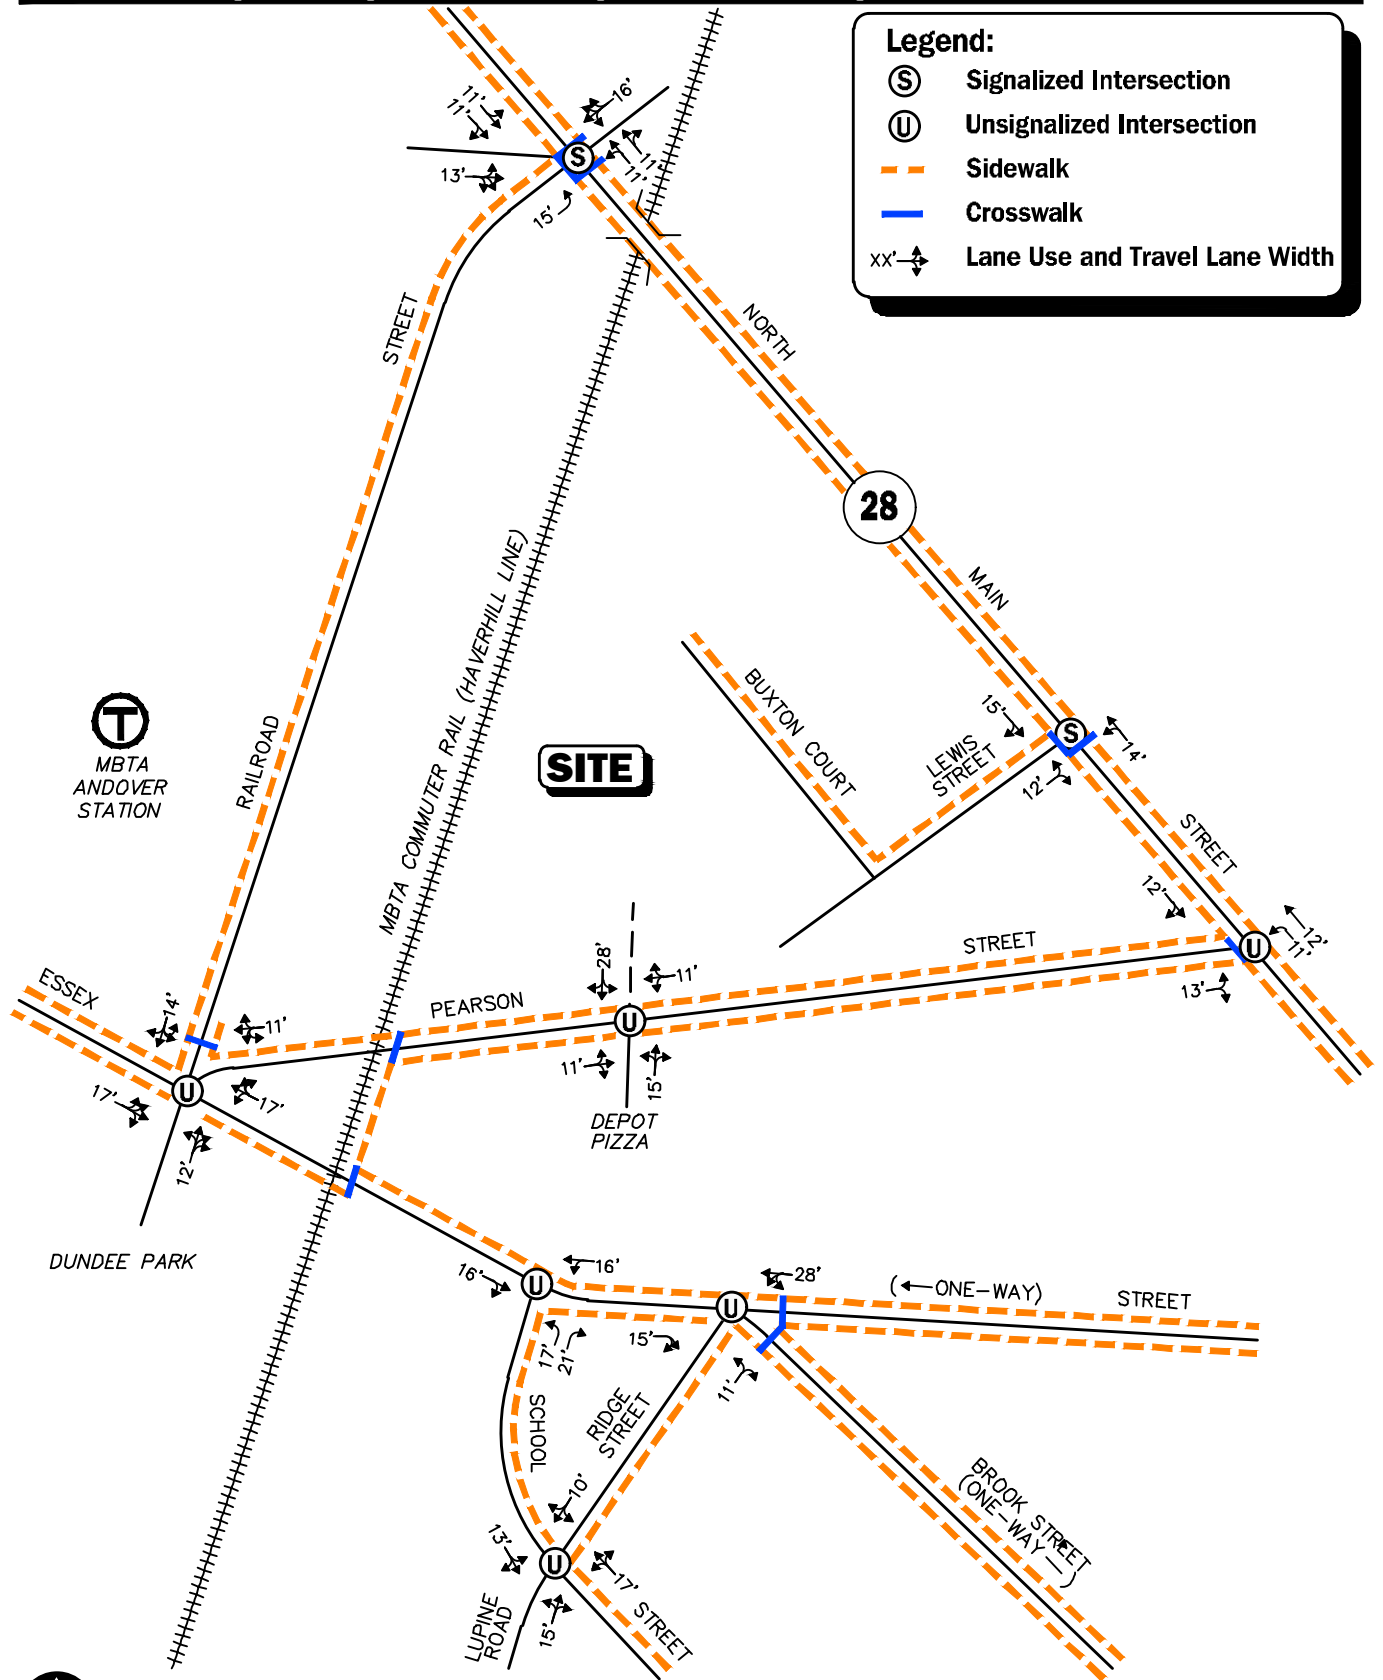 Legend:
S Signalized Intersection
U Unsignalized Intersection
Sidewalk
Crosswalk
XX' Lane Use and Travel Lane Width
11'
11'
16'
S
11'
11'
13'
15'
STREET
NORTH
28
MAIN
MBTA COMMUTER RAIL (HAVERHILL LINE)
T
MBTA
ANDOVER
STATION
RAILROAD
SITE
BUXTON COURT
LEWIS
STREET
15'
S
14'
12'
STREET
12'
12'
11'
U
13'
STREET
ESSEX
14'
11'
PEARSON
28'
11'
U
11'
15'
DEPOT
PIZZA
17'
U
17'
12'
DUNDEE PARK
16'
U
16'
17'
21'
15'
U
28'
(←ONE-WAY)
STREET
11'
SCHOOL
RIDGE
STREET
BROOK STREET
(ONE-WAY→)
10'
13'
U
17'
STREET
15'
LUPINE
ROAD